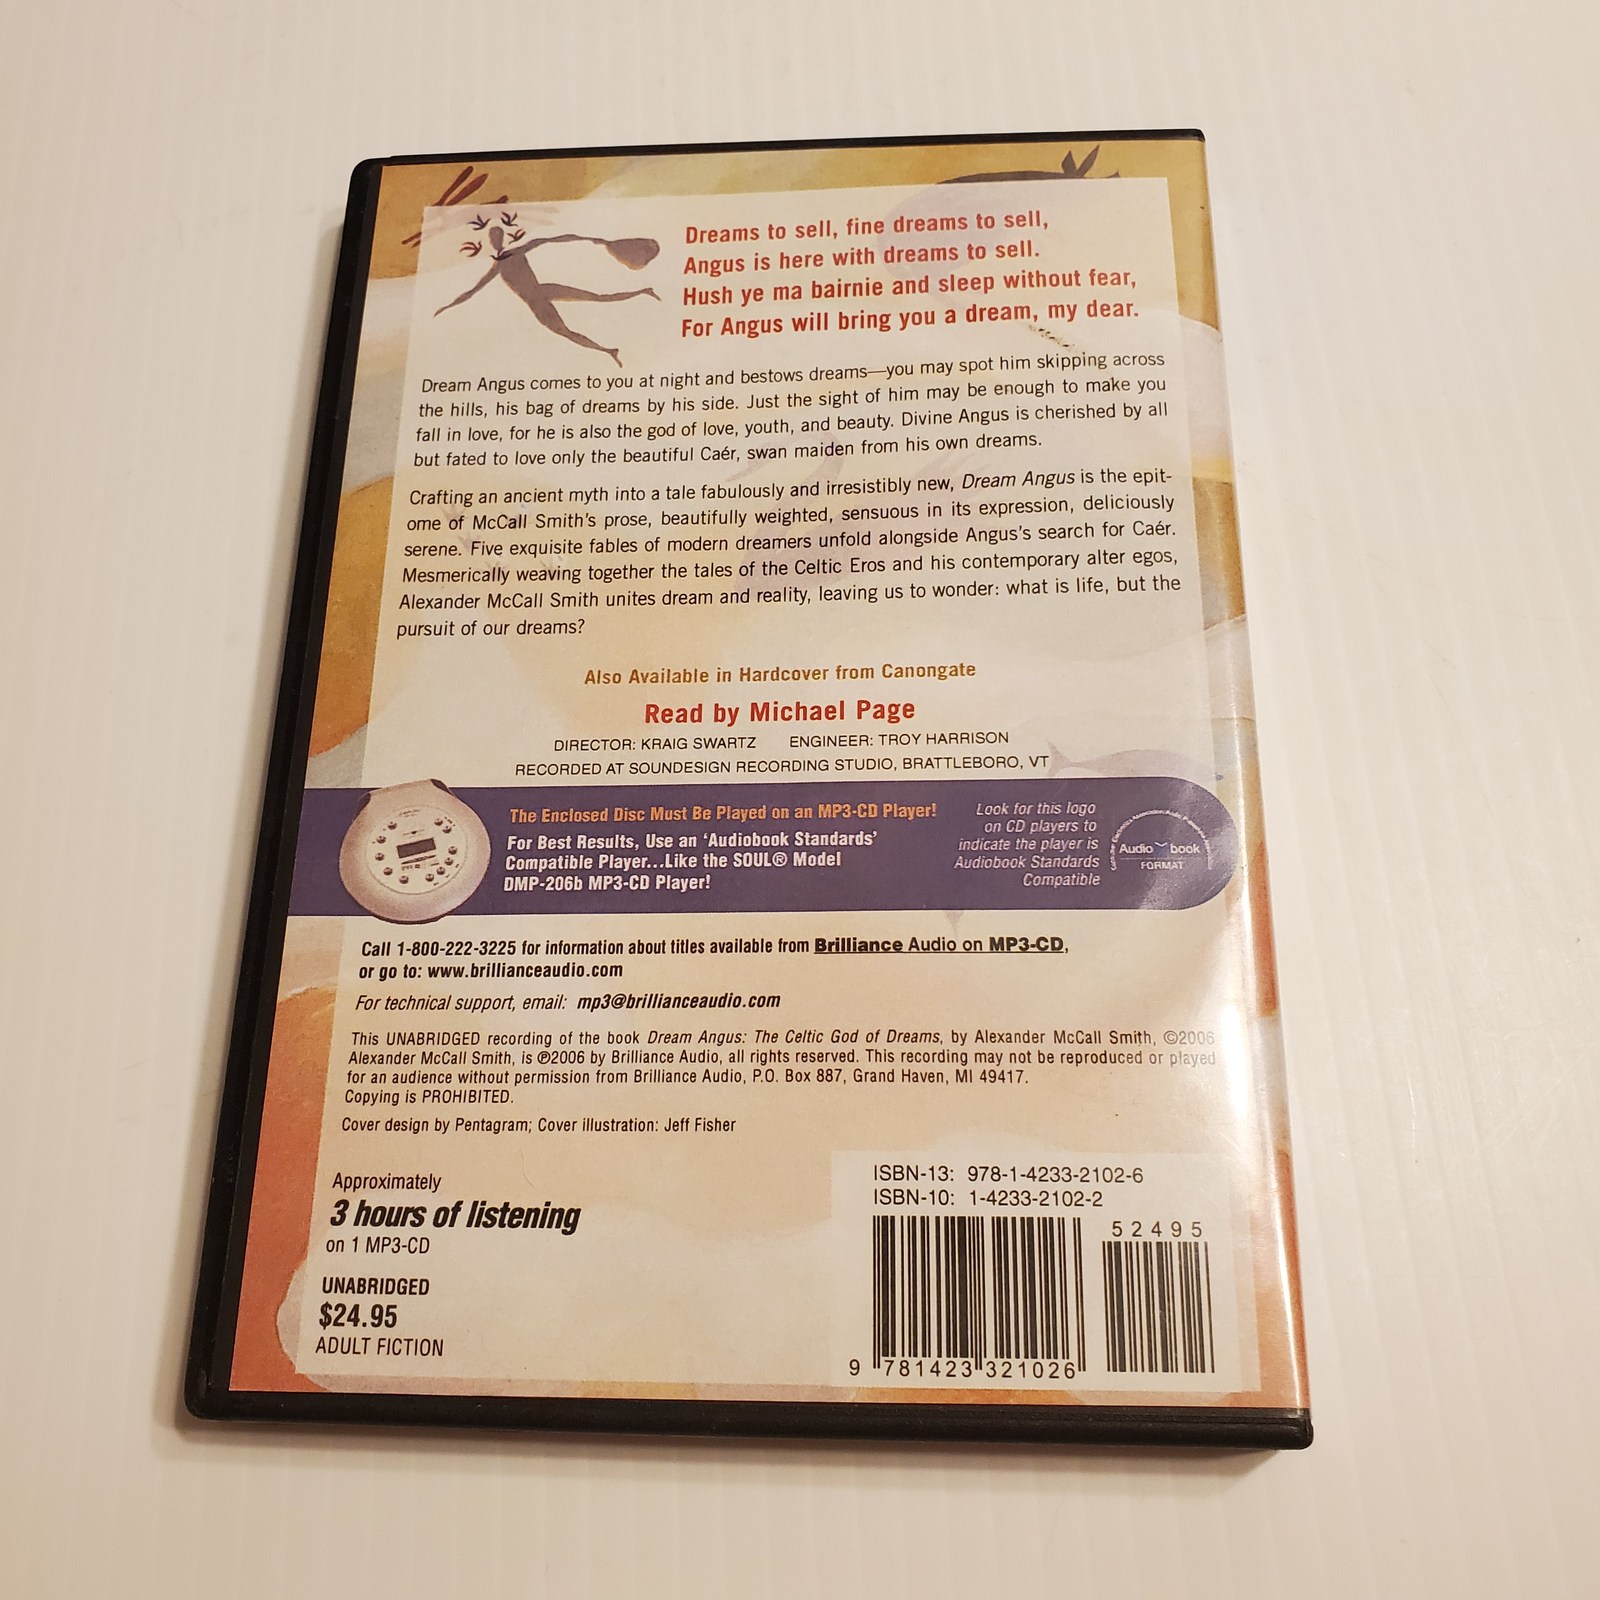 Dreams to sell, fine dreams to sell,
Angus is here with dreams to sell.
Hush ye ma bairnie and sleep without fear,
For Angus will bring you a dream, my dear.
Dream Angus comes to you at night and bestows dreams—you may spot him skipping across
the hills, his bag of dreams by his side. Just the sight of him may be enough to make you
fall in love, for he is also the god of love, youth, and beauty. Divine Angus is cherished by all
but fated to love only the beautiful Caér, swan maiden from his own dreams.
Crafting an ancient myth into a tale fabulously and irresistibly new, Dream Angus is the epit-
ome of McCall Smith's prose, beautifully weighted, sensuous in its expression, deliciously
serene. Five exquisite fables of modern dreamers unfold alongside Angus's search for Caér.
Mesmerically weaving together the tales of the Celtic Eros and his contemporary alter egos,
Alexander McCall Smith unites dream and reality, leaving us to wonder: what is life, but the
pursuit of our dreams?
Also Available in Hardcover from Canongate
Read by Michael Page
DIRECTOR: KRAIG SWARTZ ENGINEER: TROY HARRISON
RECORDED AT SOUNDESIGN RECORDING STUDIO, BRATTLEBORO, VT
The Enclosed Disc Must Be Played on an MP3-CD Player!
For Best Results, Use an 'Audiobook Standards'
Compatible Player...Like the SOUL® Model
DMP-206b MP3-CD Player!
Look for this logo
on CD players to
indicate the player is
Audiobook Standards
Compatible
Audio book
FORMAT
Call 1-800-222-3225 for information about titles available from Brilliance Audio on MP3-CD,
or go to: www.brillianceaudio.com
For technical support, email: mp3@brillianceaudio.com
This UNABRIDGED recording of the book Dream Angus: The Celtic God of Dreams, by Alexander McCall Smith, ©2006
Alexander McCall Smith, is ℗2006 by Brilliance Audio, all rights reserved. This recording may not be reproduced or played
for an audience without permission from Brilliance Audio, P.O. Box 887, Grand Haven, MI 49417.
Copying is PROHIBITED.
Cover design by Pentagram; Cover illustration: Jeff Fisher
Approximately
3 hours of listening
on 1 MP3-CD
UNABRIDGED
$24.95
ADULT FICTION
ISBN-13: 978-1-4233-2102-6
ISBN-10: 1-4233-2102-2
52495
9 781423 321026